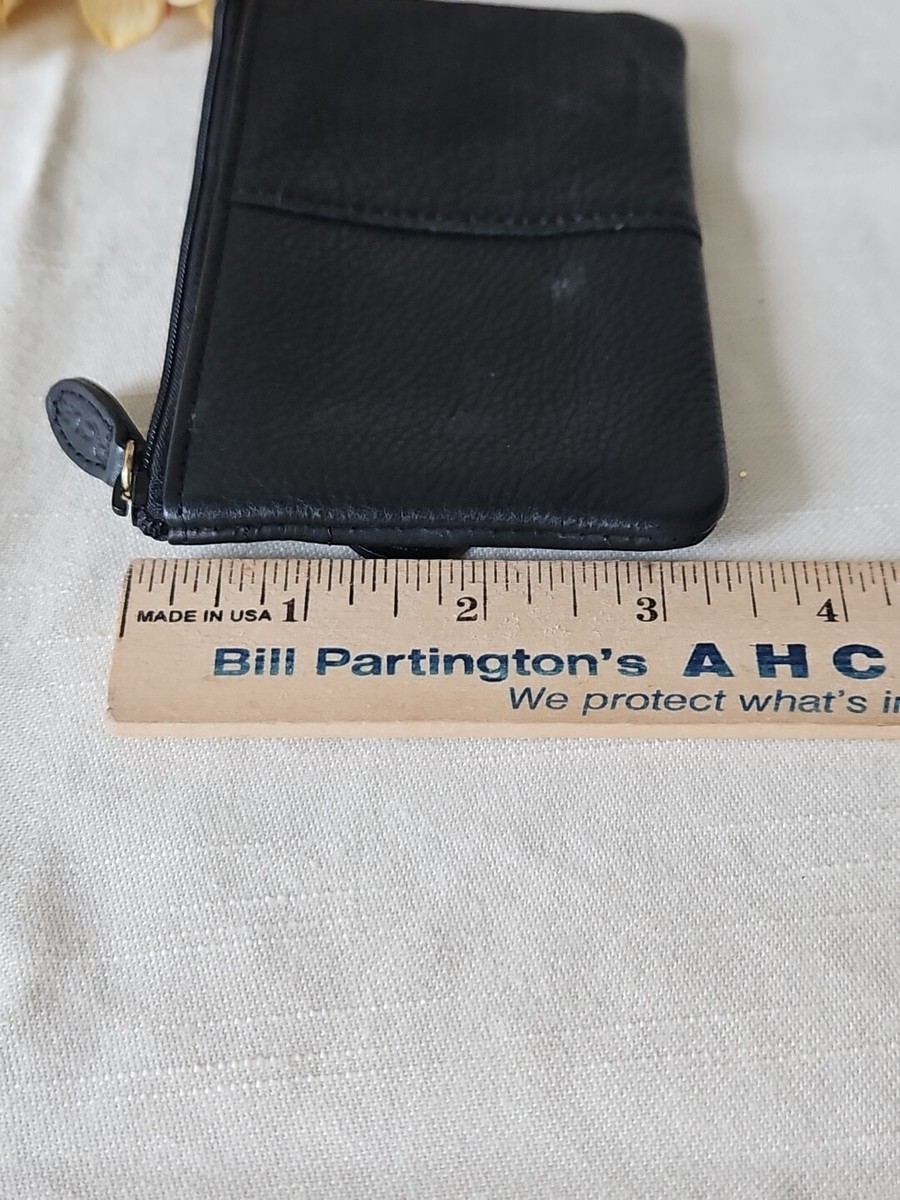 MADE IN USA 1 2 3 4
Bill Partington's AHC
We protect what's